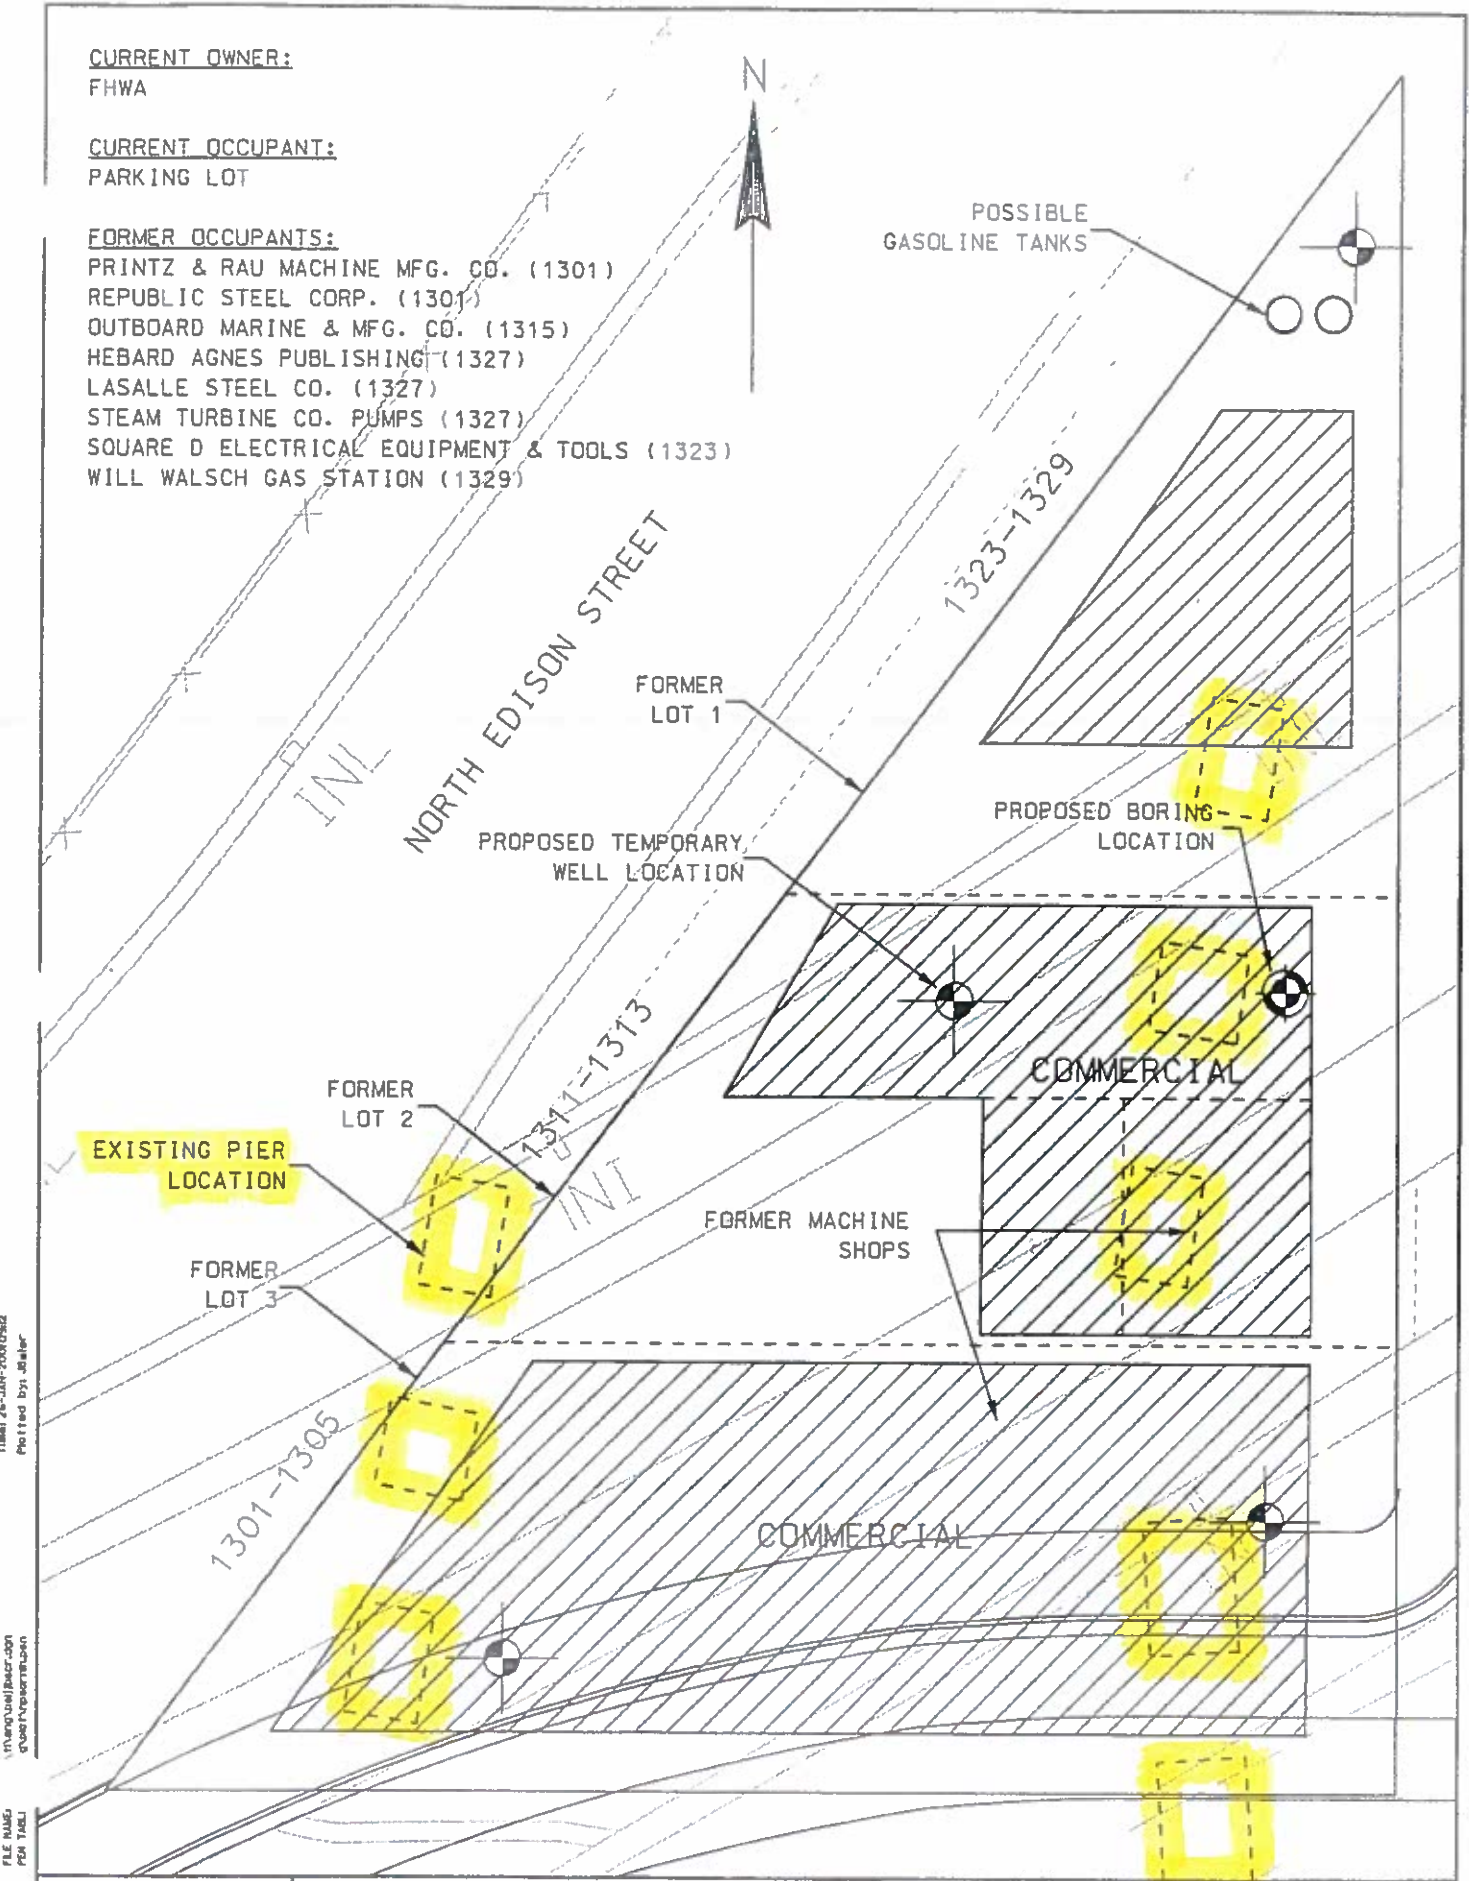 CURRENT OWNER:
FHWA
CURRENT OCCUPANT:
PARKING LOT
FORMER OCCUPANTS:
PRINTZ & RAU MACHINE MFG. CO. (1301)
REPUBLIC STEEL CORP. (1301)
OUTBOARD MARINE & MFG. CO. (1315)
HEBARD AGNES PUBLISHING (1327)
LASALLE STEEL CO. (1327)
STEAM TURBINE CO. PUMPS (1327)
SQUARE D ELECTRICAL EQUIPMENT & TOOLS (1323)
WILL WALSCH GAS STATION (1329)
N
POSSIBLE
GASOLINE TANKS
1323-1329
NORTH EDISON STREET
INL
FORMER
LOT 1
PROPOSED TEMPORARY
WELL LOCATION
PROPOSED BORING
LOCATION
1311-1313
COMMERCIAL
FORMER
LOT 2
EXISTING PIER
LOCATION
FORMER MACHINE
SHOPS
FORMER
LOT 3
1301-1305
COMMERCIAL
Plotted by:
FILE NAME: